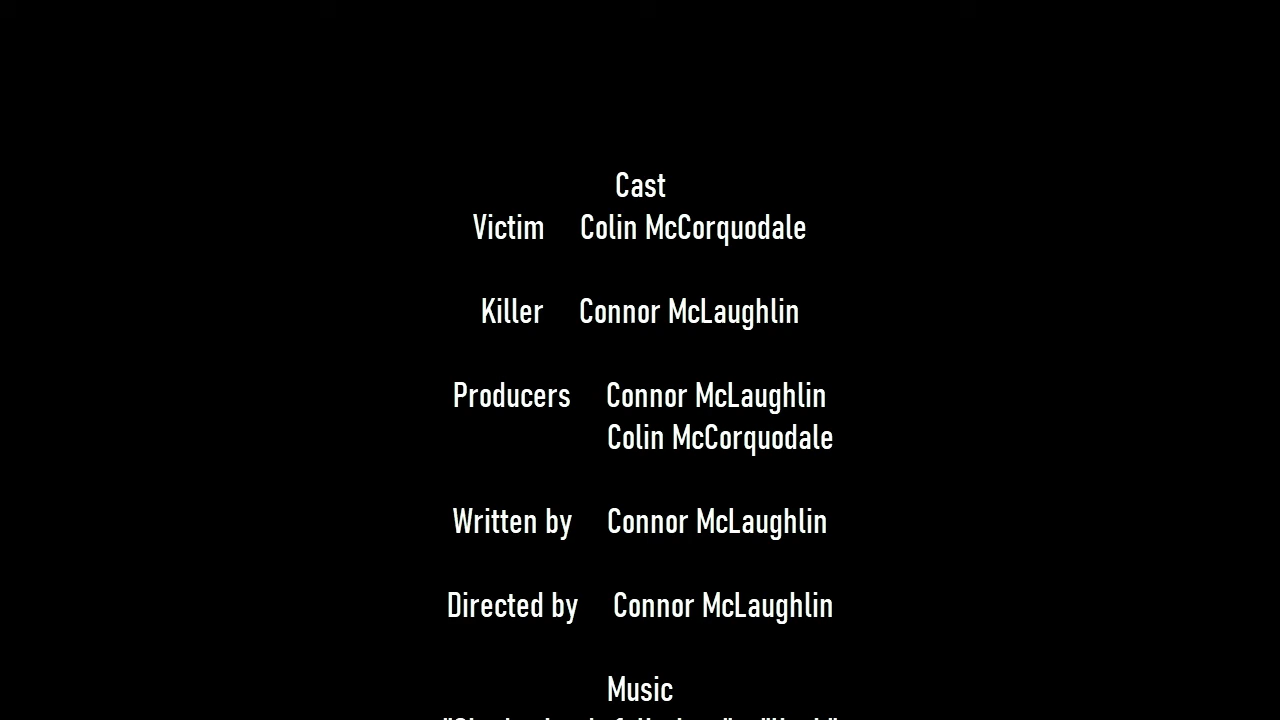 Cast
Victim Colin McCorquodale
Killer Connor McLaughlin
Producers Connor McLaughlin
Colin McCorquodale
Written by Connor McLaughlin
Directed by Connor McLaughlin
Music